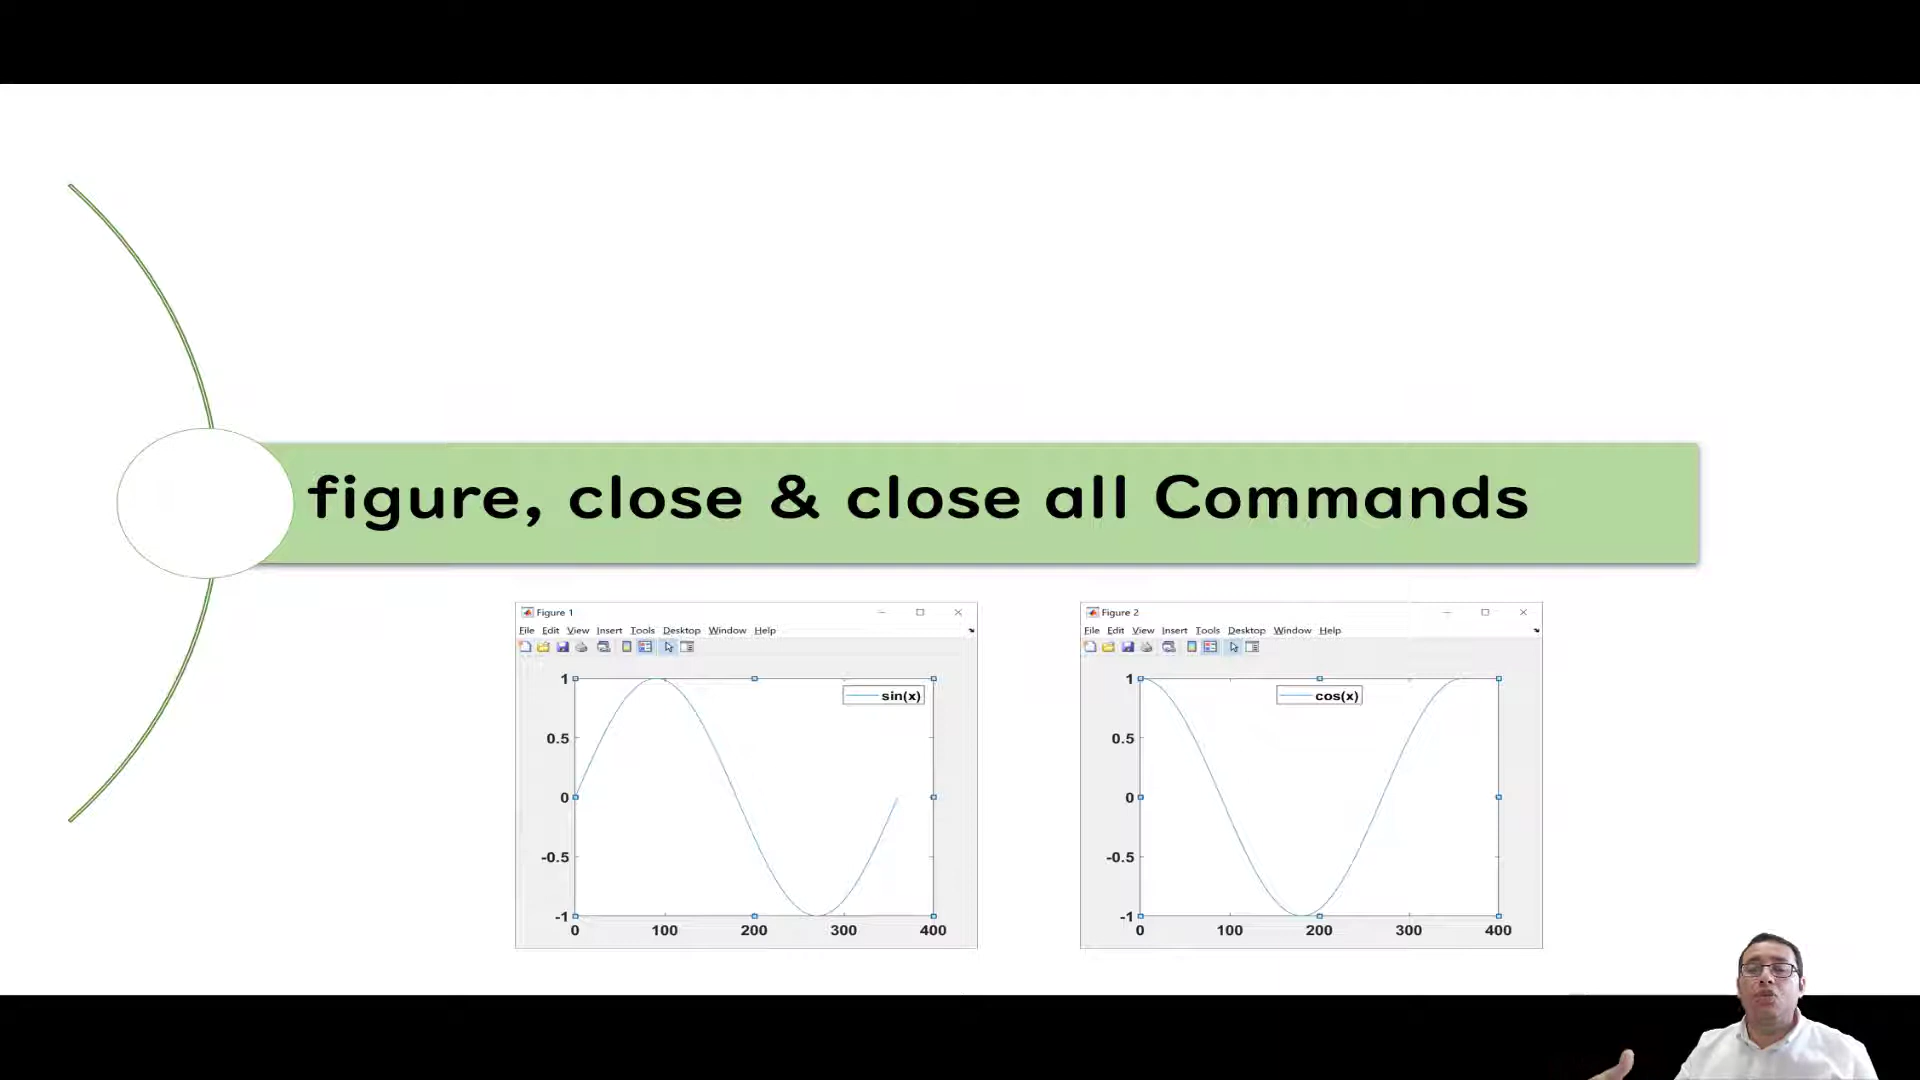 figure, close & close all Commands
Figure 1
File Edit View Insert Tools Desktop Window Help
sin(x)
1
0.5
0
-0.5
-1
0 100 200 300 400
Figure 2
File Edit View Insert Tools Desktop Window Help
cos(x)
1
0.5
0
-0.5
-1
0 100 200 300 400